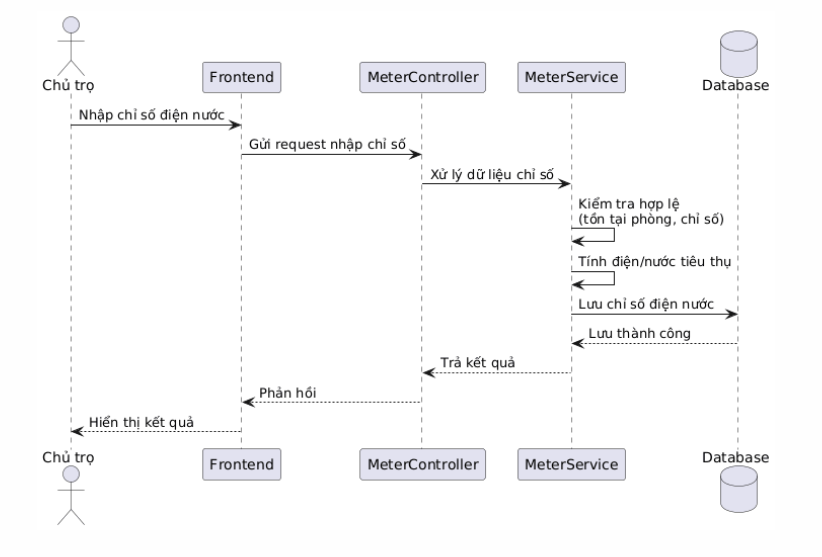 Chủ trọ
Frontend
MeterController
MeterService
Database
Nhập chỉ số điện nước
Gửi request nhập chỉ số
Xử lý dữ liệu chỉ số
Kiểm tra hợp lệ
(tồn tại phòng, chỉ số)
Tính điện/nước tiêu thụ
Lưu chỉ số điện nước
Lưu thành công
Trả kết quả
Phản hồi
Hiển thị kết quả
Chủ trọ
Frontend
MeterController
MeterService
Database